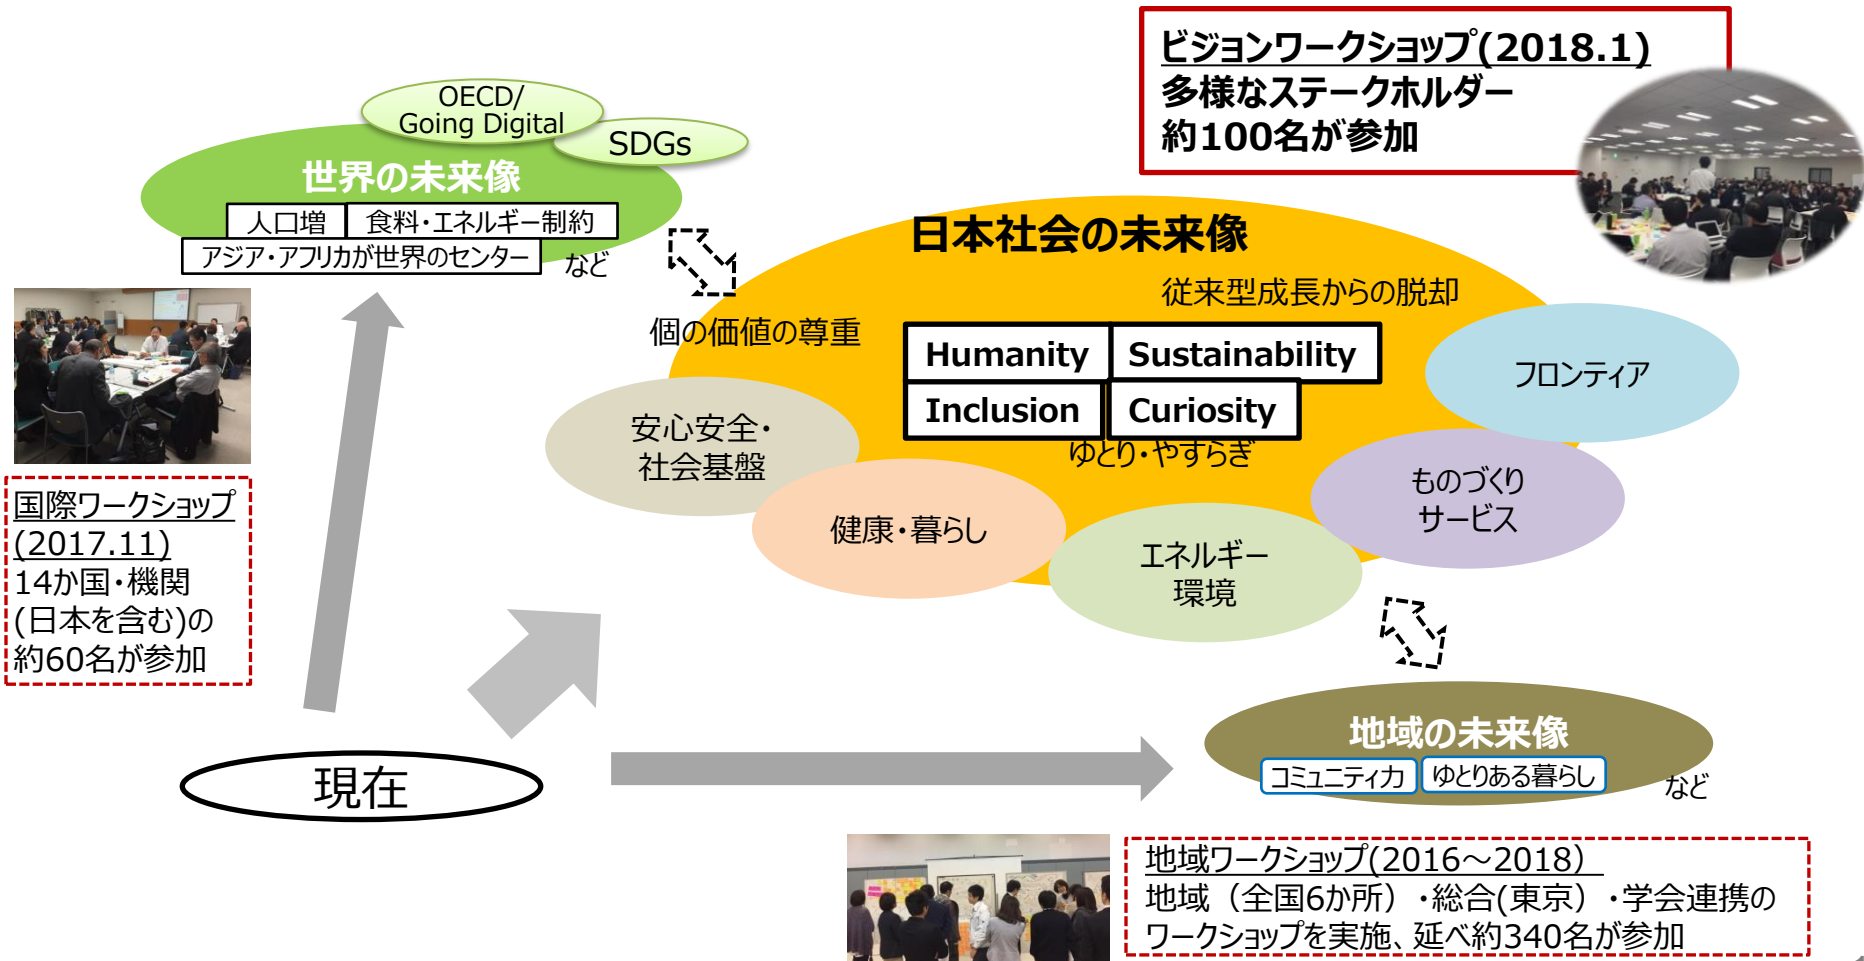 ビジョンワークショップ(2018.1)
多様なステークホルダー
約100名が参加
OECD/
Going Digital
SDGs
世界の未来像
人口増
食料・エネルギー制約
アジア・アフリカが世界のセンター
など
日本社会の未来像
従来型成長からの脱却
個の価値の尊重
Humanity
Sustainability
Inclusion
Curiosity
ゆとり・やすらぎ
フロンティア
安心安全・
社会基盤
ものづくり
サービス
健康・暮らし
エネルギー
環境
国際ワークショップ
(2017.11)
14か国・機関
(日本を含む)の
約60名が参加
現在
地域の未来像
コミュニティ力
ゆとりある暮らし
など
地域ワークショップ(2016~2018)
地域（全国6か所）・総合(東京）・学会連携の
ワークショップを実施、延べ約340名が参加